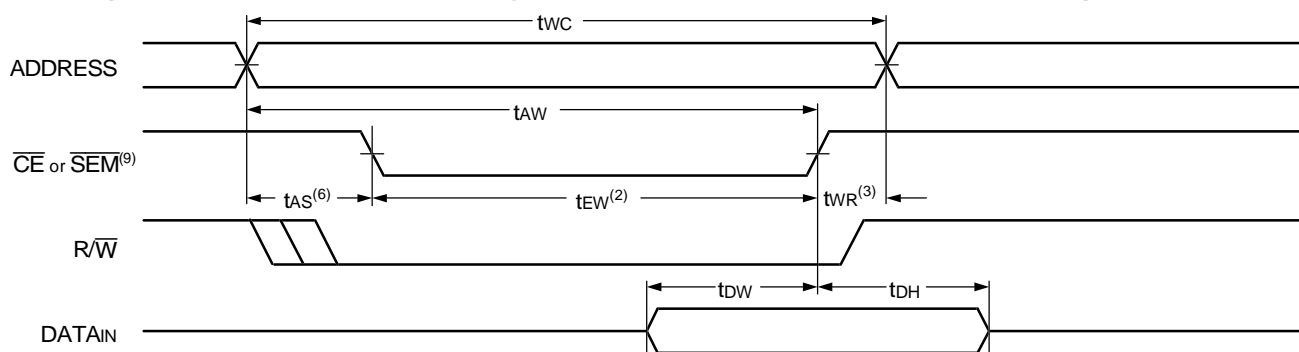 tWC
ADDRESS
tAW
CE or SEM(9)
tAS(6) tEW(2) tWR(3)
R/W
tDW tDH
DATAIN